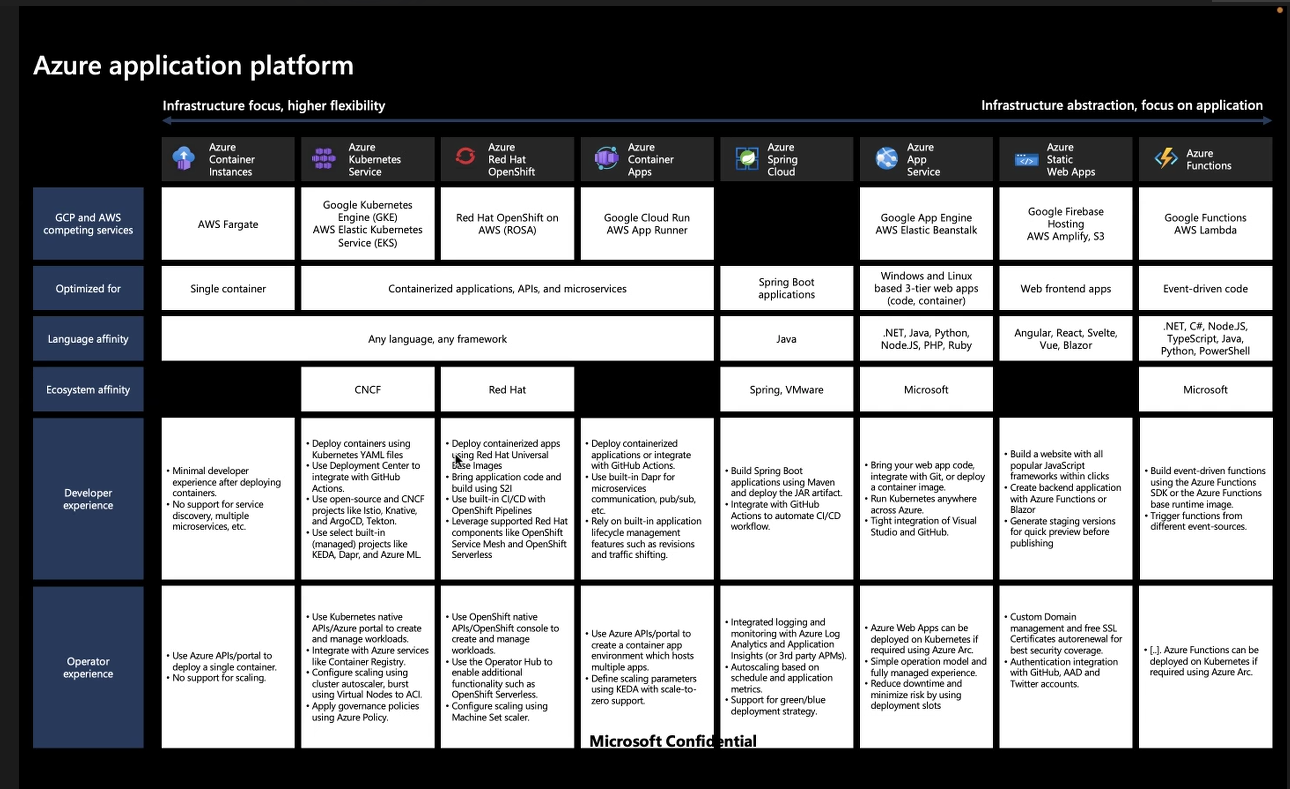 Azure application platform
Infrastructure focus, higher flexibility
Infrastructure abstraction, focus on application
Azure
Container
Instances
Azure
Kubernetes
Service
Azure
Red Hat
OpenShift
Azure
Container
Apps
Azure
Spring
Cloud
Azure
App
Service
Azure
Static
Web Apps
Azure
Functions
GCP and AWS
competing services
AWS Fargate
Google Kubernetes
Engine (GKE)
AWS Elastic Kubernetes
Service (EKS)
Red Hat OpenShift on
AWS (ROSA)
Google Cloud Run
AWS App Runner
Google App Engine
AWS Elastic Beanstalk
Google Firebase
Hosting
AWS Amplify, S3
Google Functions
AWS Lambda
Optimized for
Single container
Containerized applications, APIs, and microservices
Spring Boot
applications
Windows and Linux
based 3-tier web apps
(code, container)
Web frontend apps
Event-driven code
Language affinity
Any language, any framework
Java
.NET, Java, Python,
Node.JS, PHP, Ruby
Angular, React, Svelte,
Vue, Blazor
.NET, C#, Node.JS,
TypeScript, Java,
Python, PowerShell
Ecosystem affinity
CNCF
Red Hat
Spring, VMware
Microsoft
Microsoft
Developer
experience
• Minimal developer
experience after deploying
containers.
• No support for service
discovery, multiple
microservices, etc.
• Deploy containers using
Kubernetes YAML files
• Use Deployment Center to
integrate with GitHub
Actions.
• Use open-source and CNCF
projects like Istio, Knative,
and ArgoCD, Tekton.
• Use select built-in
(managed) projects like
KEDA, Dapr, and Azure ML.
• Deploy containerized apps
using Red Hat Universal
Base Images
• Bring application code and
build using S2I
• Use built-in CI/CD with
OpenShift Pipelines
• Leverage supported Red Hat
components like OpenShift
Service Mesh and OpenShift
Serverless
• Deploy containerized
applications or integrate
with GitHub Actions.
• Use built-in Dapr for
microservices
communication, pub/sub,
etc.
• Rely on built-in application
lifecycle management
features such as revisions
and traffic shifting.
• Build Spring Boot
applications using Maven
and deploy the JAR artifact.
• Integrate with GitHub
Actions to automate CI/CD
workflow.
• Bring your web app code,
integrate with Git, or deploy
a container image.
• Run Kubernetes anywhere
across Azure.
• Tight integration of Visual
Studio and GitHub.
• Build a website with all
popular JavaScript
frameworks within clicks
• Create backend application
with Azure Functions or
Blazor
• Generate staging versions
for quick preview before
publishing
• Build event-driven functions
using the Azure Functions
SDK or the Azure Functions
base runtime image.
• Trigger functions from
different event-sources.
Operator
experience
• Use Azure APIs/portal to
deploy a single container.
• No support for scaling.
• Use Kubernetes native
APIs/Azure portal to create
and manage workloads.
• Integrate with Azure services
like Container Registry.
• Configure scaling using
cluster autoscaler, burst
using Virtual Nodes to ACI.
• Apply governance policies
using Azure Policy.
• Use OpenShift native
APIs/OpenShift console to
create and manage
workloads.
• Use the Operator Hub to
enable additional
functionality such as
OpenShift Serverless.
• Configure scaling using
Machine Set scaler.
• Use Azure APIs/portal to
create a container app
environment which hosts
multiple apps.
• Define scaling parameters
using KEDA with scale-to-
zero support.
• Integrated logging and
monitoring with Azure Log
Analytics and Application
Insights (or 3rd party APMs).
• Autoscaling based on
schedule and application
metrics.
• Support for green/blue
deployment strategy.
• Azure Web Apps can be
deployed on Kubernetes if
required using Azure Arc.
• Simple operation model and
fully managed experience.
• Reduce downtime and
minimize risk by using
deployment slots
• Custom Domain
management and free SSL
Certificates autorenewal for
best security coverage.
• Authentication integration
with GitHub, AAD and
Twitter accounts.
• [..]. Azure Functions can be
deployed on Kubernetes if
required using Azure Arc.
Microsoft Confidential